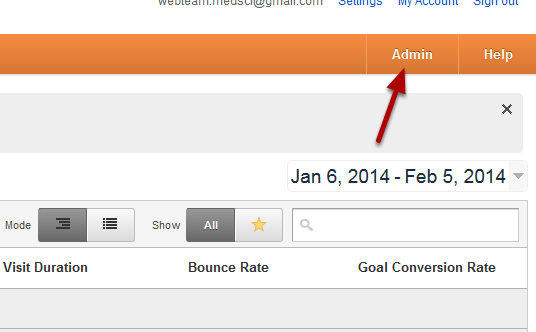 webteam.medsci@gmail.com Settings My Account Sign out
Admin Help
Jan 6, 2014 - Feb 5, 2014
Mode Show All
Visit Duration Bounce Rate Goal Conversion Rate